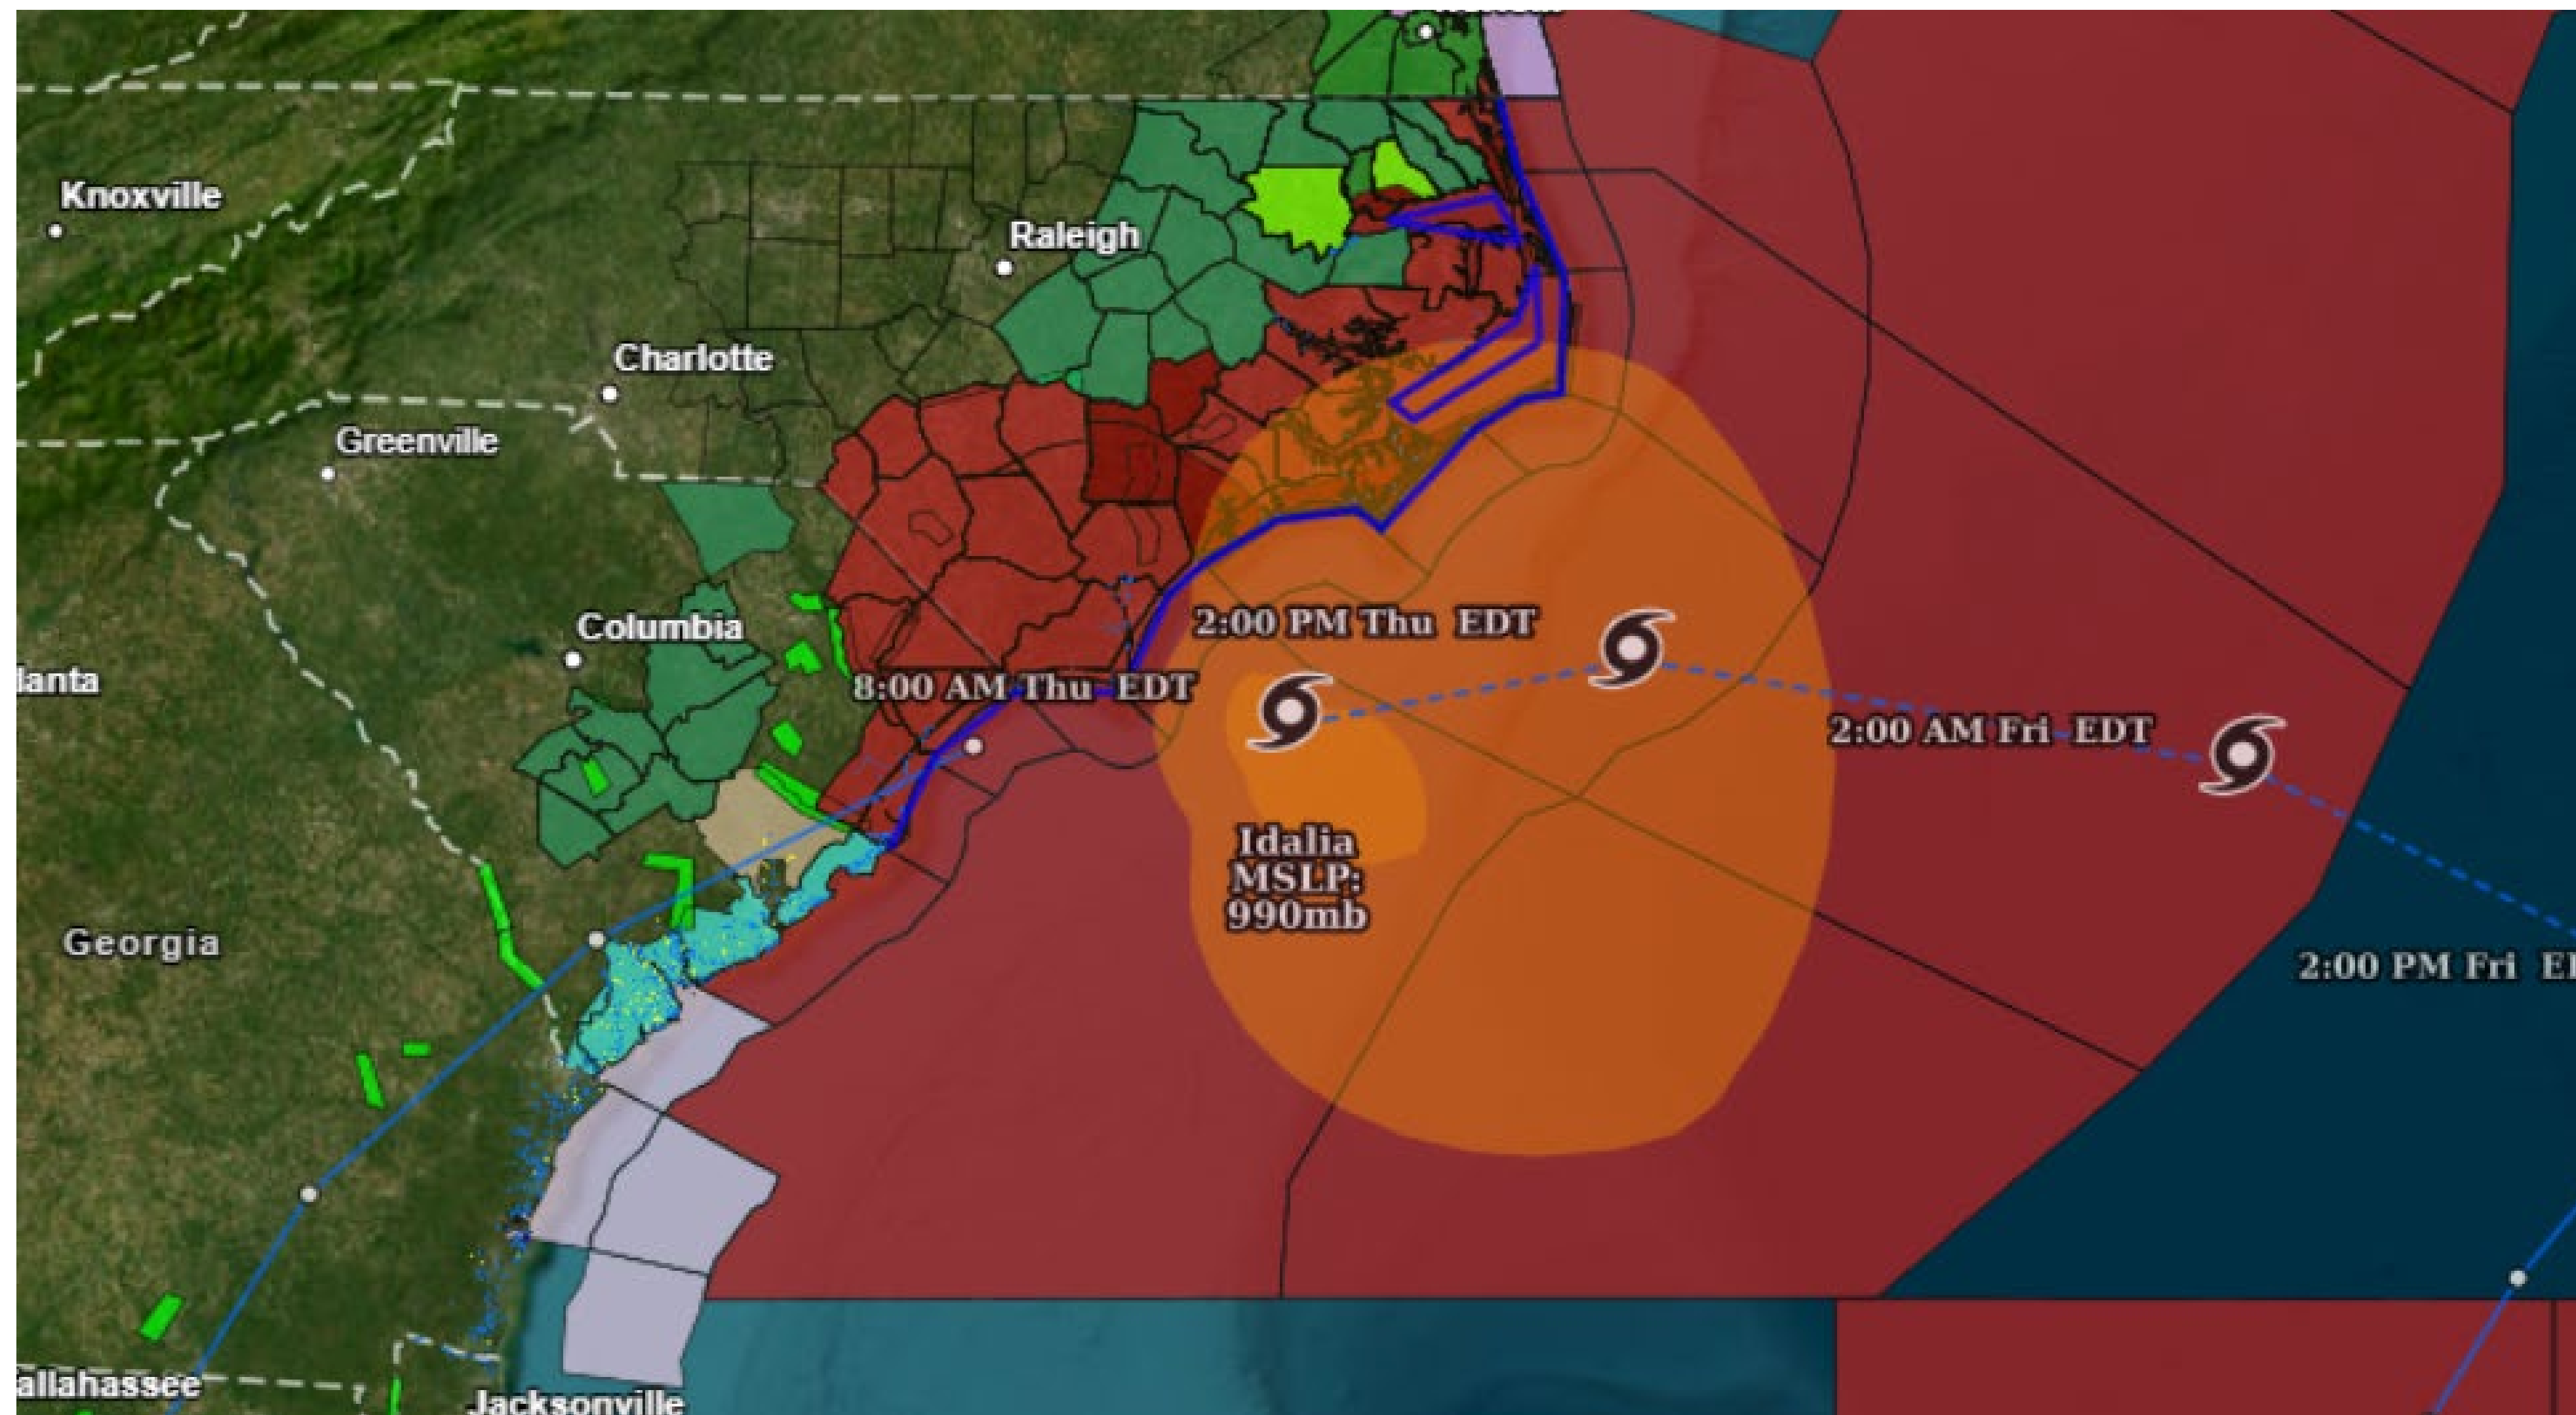 Knoxville
Raleigh
Charlotte
Greenville
2:00 PM Thu EDT
Columbia
lanta
8:00 AM Thu EDT
2:00 AM Fri EDT
Idalia
MSLP:
990mb
Georgia
2:00 PM Fri
allahassee
Jacksonville